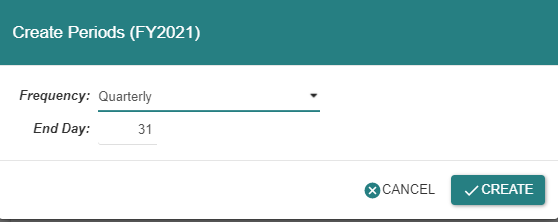 Create Periods (FY2021)
Frequency: Quarterly
End Day: 31
CANCEL CREATE